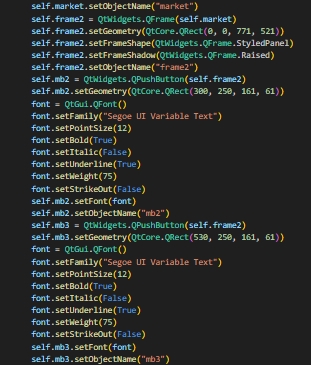 self.market.setObjectName("market")
self.frame2 = QtWidgets.QFrame(self.market)
self.frame2.setGeometry(QtCore.QRect(0, 0, 771, 521))
self.frame2.setFrameShape(QtWidgets.QFrame.StyledPanel)
self.frame2.setFrameShadow(QtWidgets.QFrame.Raised)
self.frame2.setObjectName("frame2")
self.mb2 = QtWidgets.QPushButton(self.frame2)
self.mb2.setGeometry(QtCore.QRect(300, 250, 161, 61))
font = QtGui.QFont()
font.setFamily("Segoe UI Variable Text")
font.setPointSize(12)
font.setBold(True)
font.setItalic(False)
font.setUnderline(True)
font.setWeight(75)
font.setStrikeOut(False)
self.mb2.setFont(font)
self.mb2.setObjectName("mb2")
self.mb3 = QtWidgets.QPushButton(self.frame2)
self.mb3.setGeometry(QtCore.QRect(530, 250, 161, 61))
font = QtGui.QFont()
font.setFamily("Segoe UI Variable Text")
font.setPointSize(12)
font.setBold(True)
font.setItalic(False)
font.setUnderline(True)
font.setWeight(75)
font.setStrikeOut(False)
self.mb3.setFont(font)
self.mb3.setObjectName("mb3")